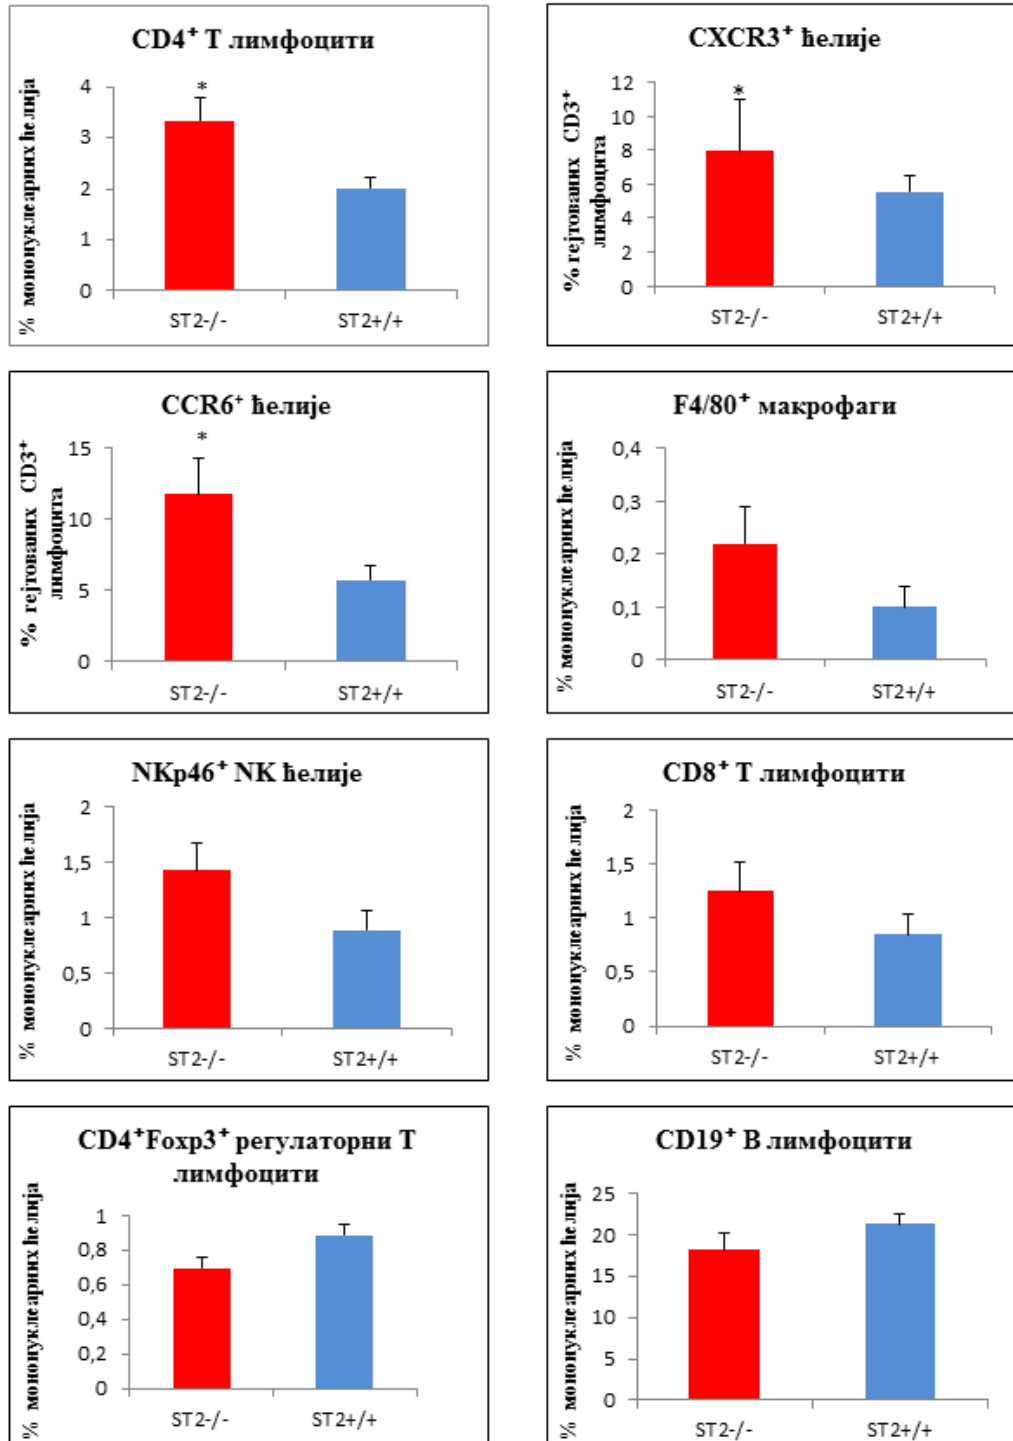 CD4⁺ Т лимфоцити
% мононуклеарних ћелија
*
4
3
2
1
0
ST2-/-
ST2+/+
CXCR3⁺ ћелије
% гејтованих CD3⁺
лимфоцита
*
12
10
8
6
4
2
0
ST2-/-
ST2+/+
CCR6⁺ ћелије
% гејтованих CD3⁺
лимфоцита
*
15
10
5
0
ST2-/-
ST2+/+
F4/80⁺ макрофаги
% мононуклеарних ћелија
0,4
0,3
0,2
0,1
0
ST2-/-
ST2+/+
NKp46⁺ NK ћелије
% мононуклеарних ћелија
2
1,5
1
0,5
0
ST2-/-
ST2+/+
CD8⁺ Т лимфоцити
% мононуклеарних ћелија
2
1,5
1
0,5
0
ST2-/-
ST2+/+
CD4⁺Foxp3⁺ регулаторни Т
лимфоцити
% мононуклеарних ћелија
1
0,8
0,6
0,4
0,2
0
ST2-/-
ST2+/+
CD19⁺ B лимфоцити
% мононуклеарних ћелија
25
20
15
10
5
0
ST2-/-
ST2+/+